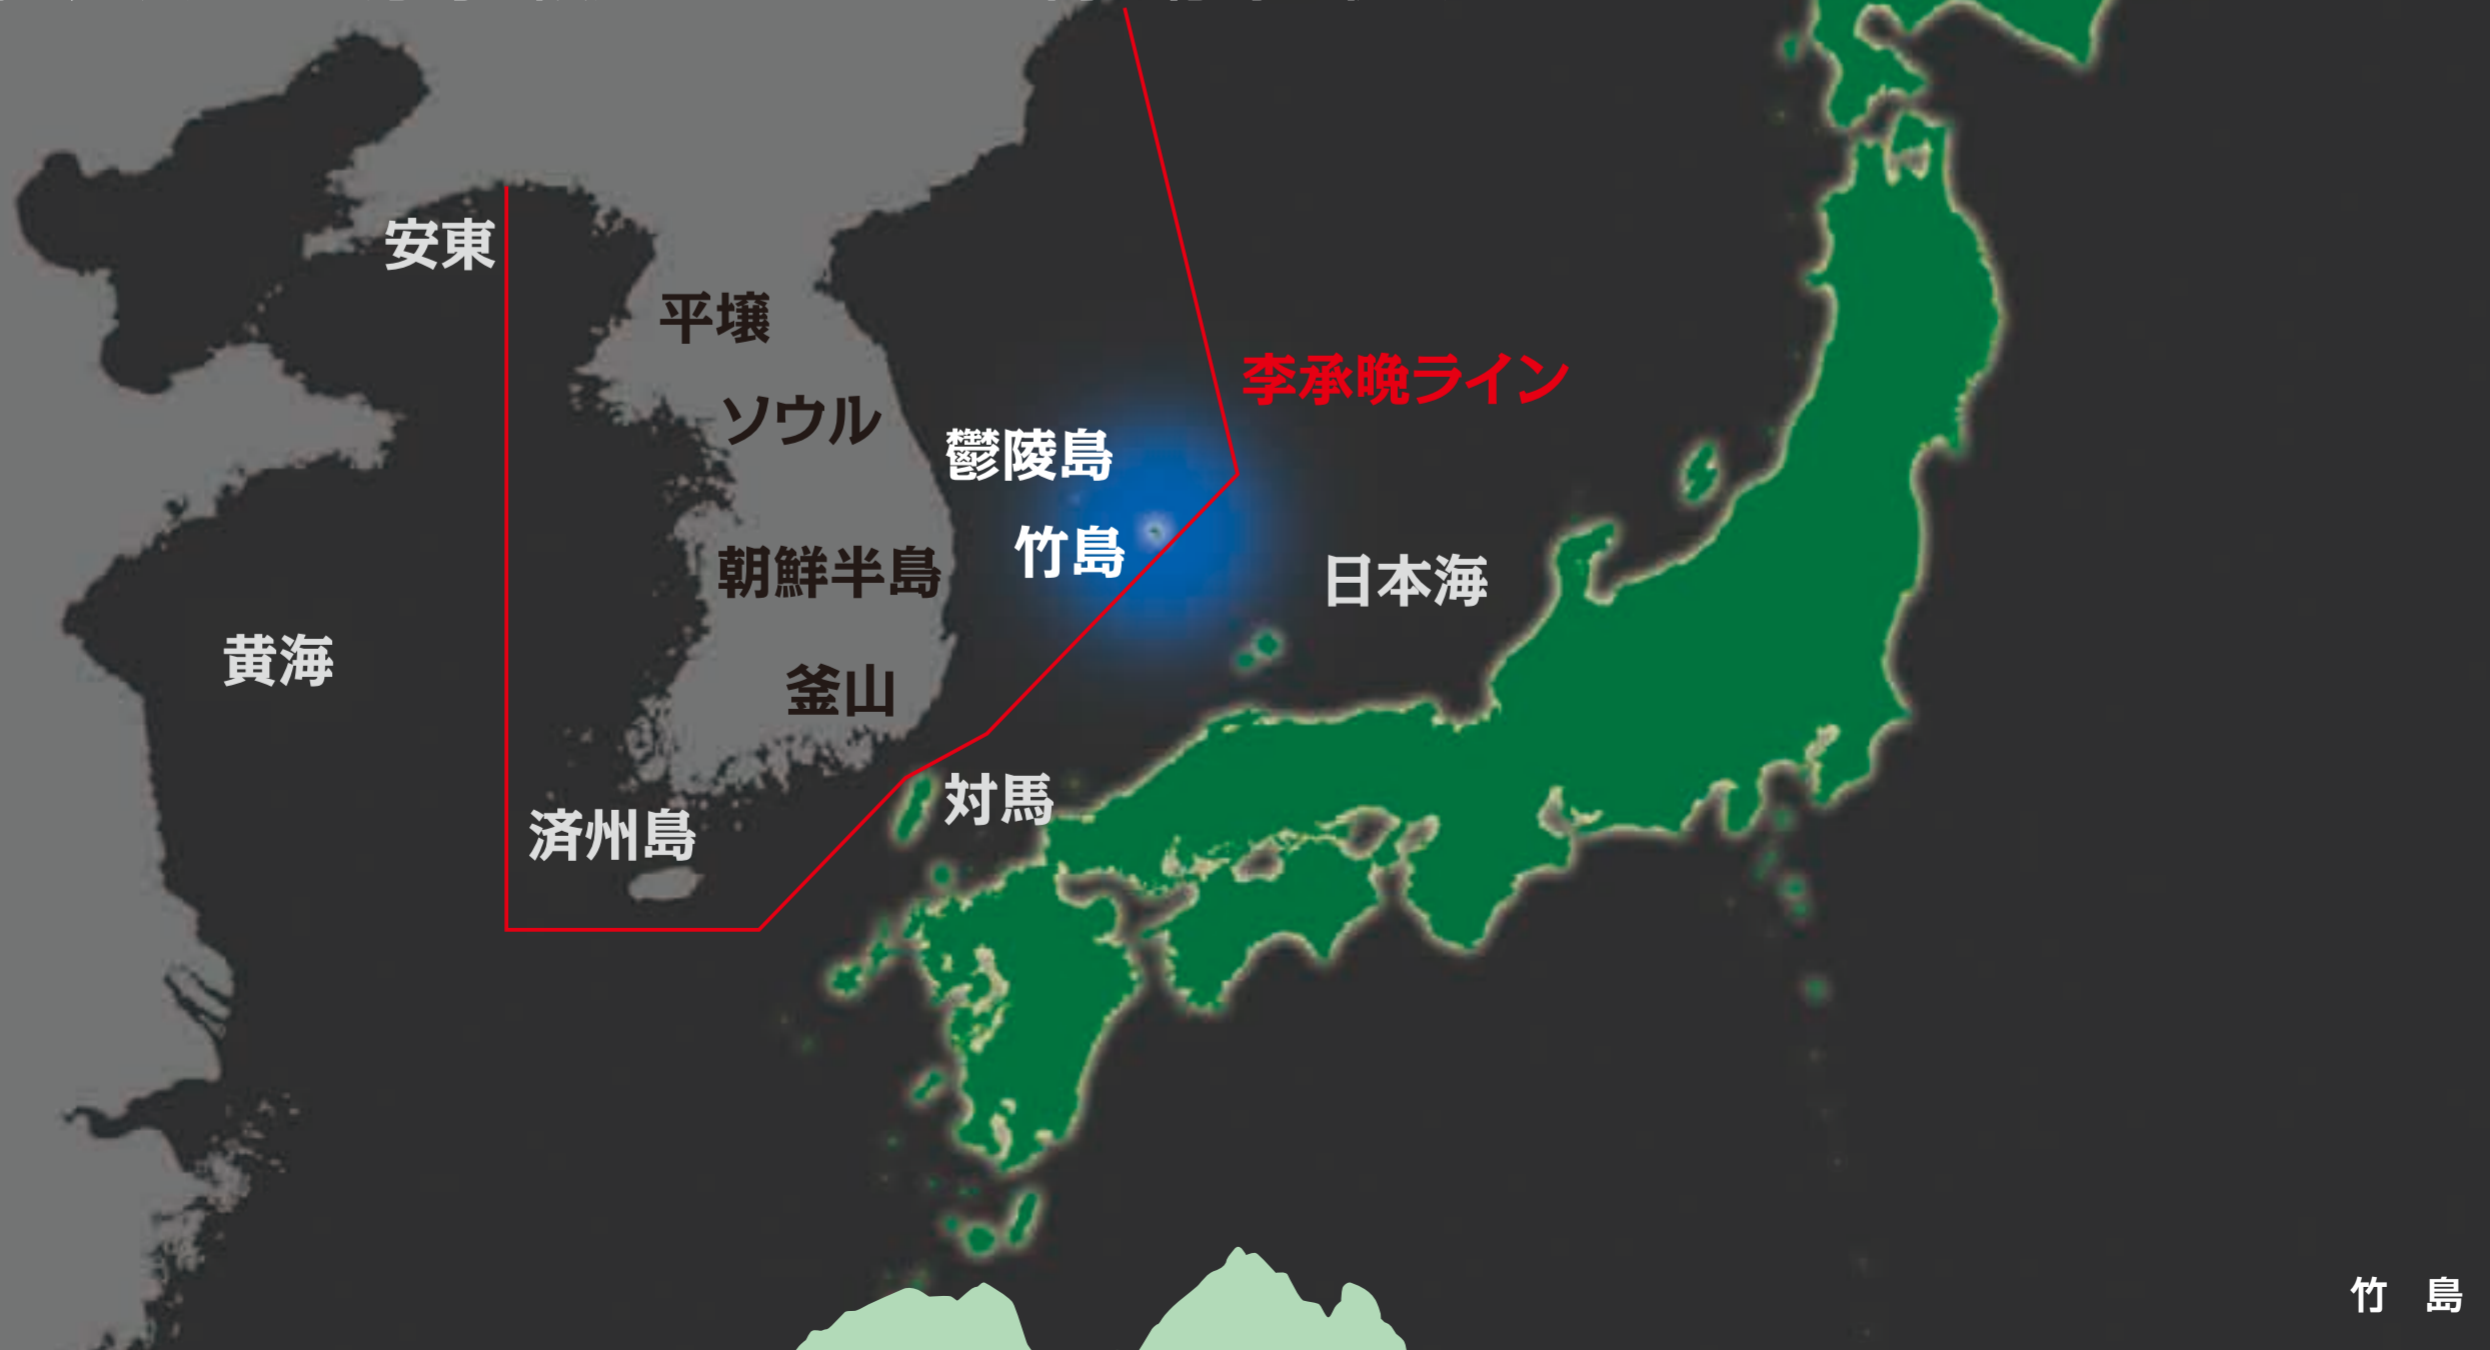 安東
平壌
李承晩ライン
ソウル
鬱陵島
竹島
朝鮮半島
日本海
黄海
釜山
対馬
済州島
竹 島